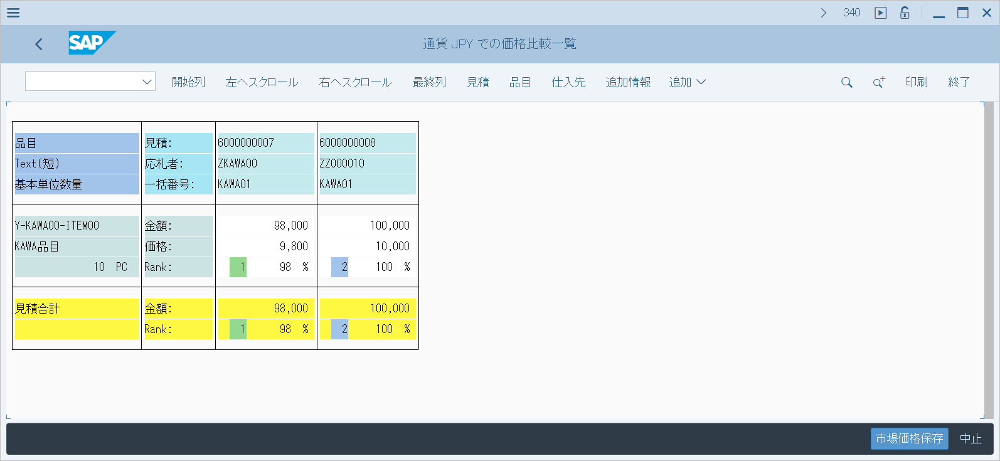 340
SAP
通貨 JPY での価格比較一覧
開始列 左へスクロール 右へスクロール 最終列 見積 品目 仕入先 追加情報 追加 印刷 終了
品目 見積: 6000000007 6000000008
Text(短) 応札者: ZKAWA00 ZZ000010
基本単位数量 一括番号: KAWA01 KAWA01
Y-KAWA00-ITEM00 金額: 98,000 100,000
KAWA品目 価格: 9,800 10,000
10 PC Rank: 1 98 % 2 100 %
見積合計 金額: 98,000 100,000
Rank: 1 98 % 2 100 %
市場価格保存 中止